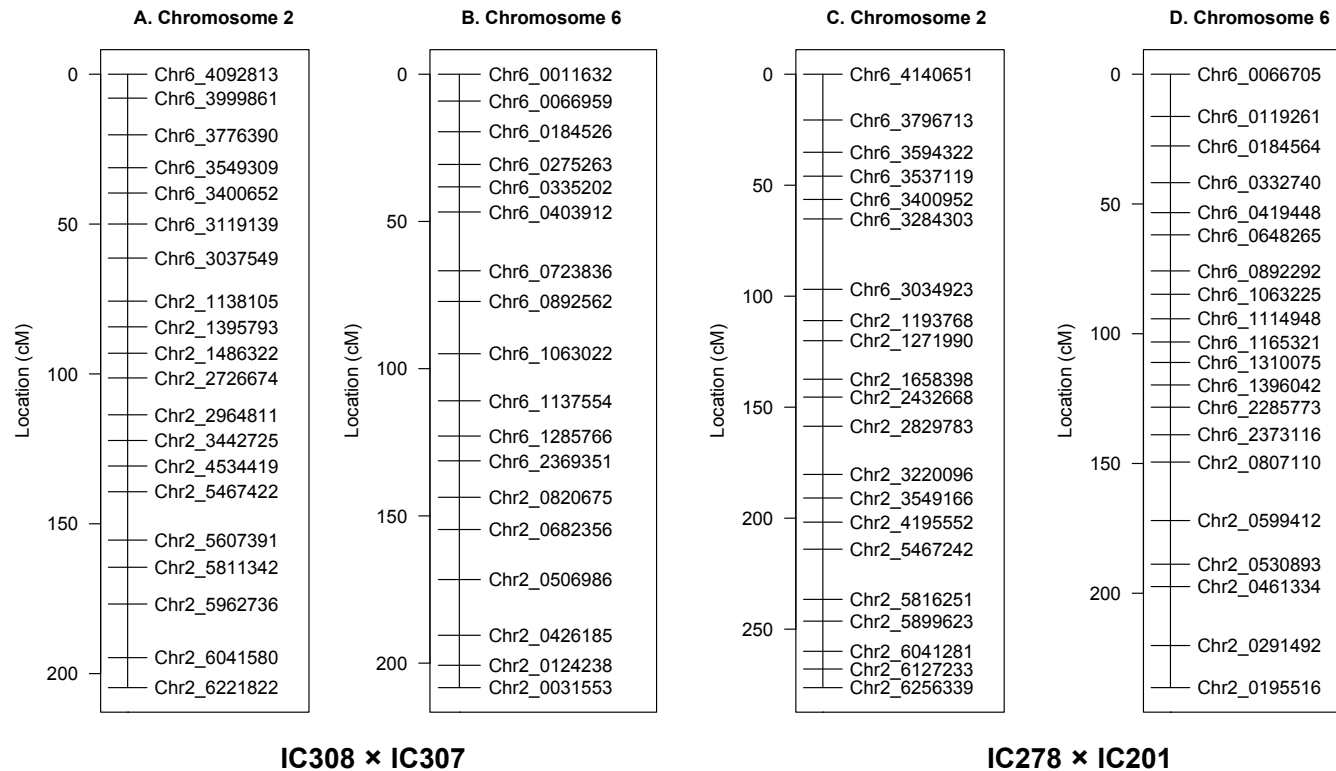 A. Chromosome 2
B. Chromosome 6
C. Chromosome 2
D. Chromosome 6
Location (cM)
0
50
100
150
200
Chr6_4092813
Chr6_3999861
Chr6_3776390
Chr6_3549309
Chr6_3400652
Chr6_3119139
Chr6_3037549
Chr2_1138105
Chr2_1395793
Chr2_1486322
Chr2_2726674
Chr2_2964811
Chr2_3442725
Chr2_4534419
Chr2_5467422
Chr2_5607391
Chr2_5811342
Chr2_5962736
Chr2_6041580
Chr2_6221822
Location (cM)
0
50
100
150
200
Chr6_0011632
Chr6_0066959
Chr6_0184526
Chr6_0275263
Chr6_0335202
Chr6_0403912
Chr6_0723836
Chr6_0892562
Chr6_1063022
Chr6_1137554
Chr6_1285766
Chr6_2369351
Chr2_0820675
Chr2_0682356
Chr2_0506986
Chr2_0426185
Chr2_0124238
Chr2_0031553
Location (cM)
0
50
100
150
200
250
Chr6_4140651
Chr6_3796713
Chr6_3594322
Chr6_3537119
Chr6_3400952
Chr6_3284303
Chr6_3034923
Chr2_1193768
Chr2_1271990
Chr2_1658398
Chr2_2432668
Chr2_2829783
Chr2_3220096
Chr2_3549166
Chr2_4195552
Chr2_5467242
Chr2_5816251
Chr2_5899623
Chr2_6041281
Chr2_6127233
Chr2_6256339
Location (cM)
0
50
100
150
200
Chr6_0066705
Chr6_0119261
Chr6_0184564
Chr6_0332740
Chr6_0419448
Chr6_0648265
Chr6_0892292
Chr6_1063225
Chr6_1114948
Chr6_1165321
Chr6_1310075
Chr6_1396042
Chr6_2285773
Chr6_2373116
Chr2_0807110
Chr2_0599412
Chr2_0530893
Chr2_0461334
Chr2_0291492
Chr2_0195516
IC308 × IC307
IC278 × IC201